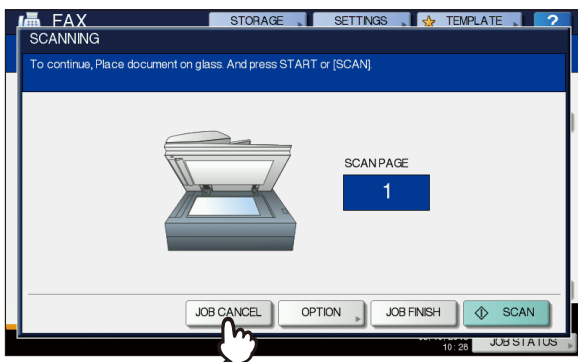 FAX
STORAGE
SETTINGS
TEMPLATE
?
SCANNING
To continue, Place document on glass. And press START or [SCAN].
SCAN PAGE
1
JOB CANCEL
OPTION
JOB FINISH
SCAN
10:28
JOB STATUS